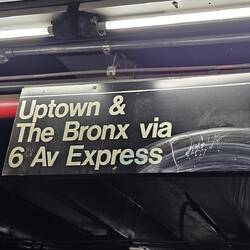 Uptown &
The Bronx via
6 Av Express